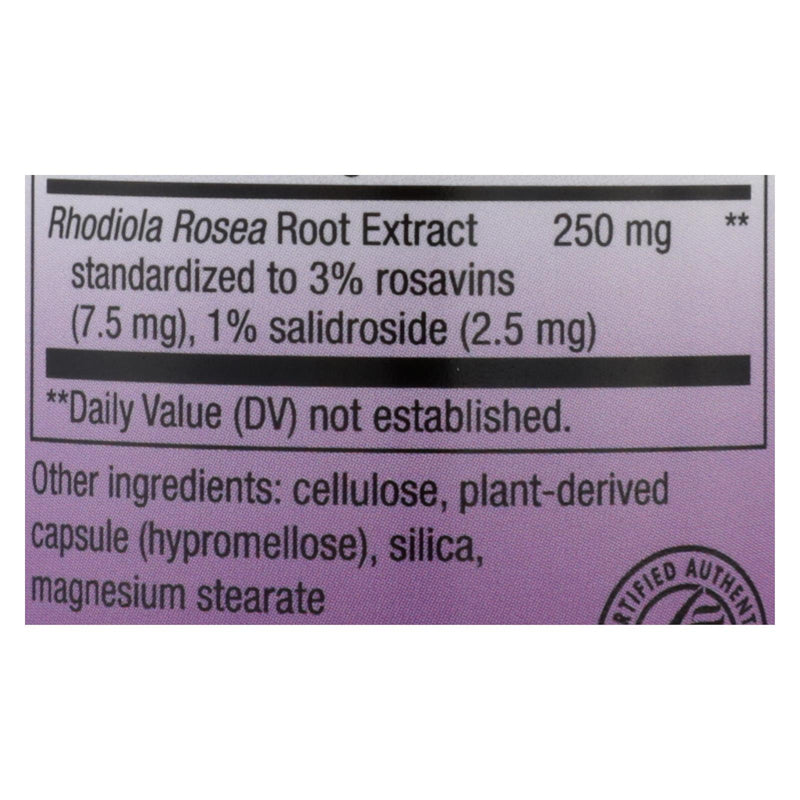 Rhodiola Rosea Root Extract 250 mg **
standardized to 3% rosavins
(7.5 mg), 1% salidroside (2.5 mg)
**Daily Value (DV) not established.
Other ingredients: cellulose, plant-derived
capsule (hypromellose), silica,
magnesium stearate